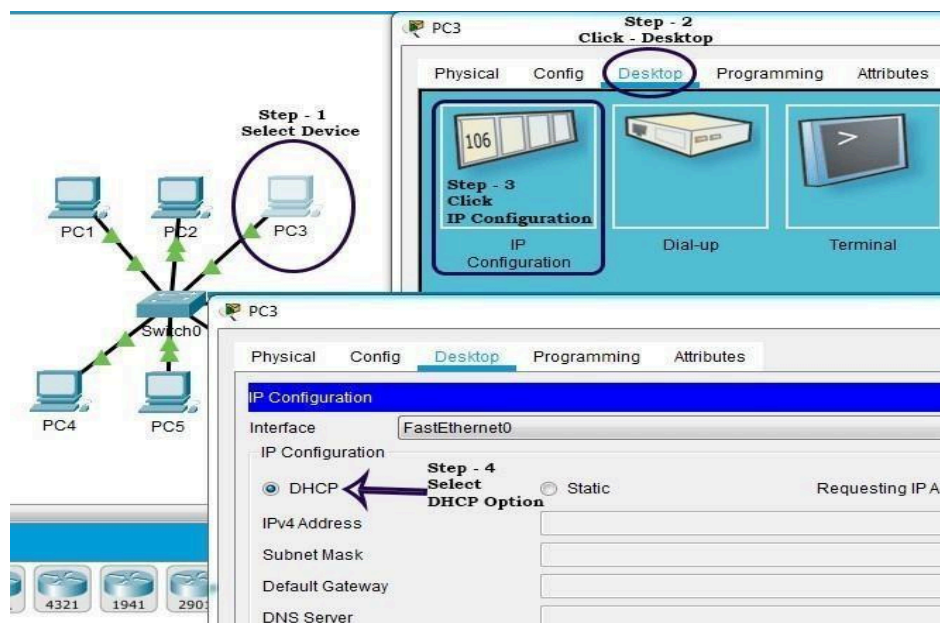 PC3
Step - 2
Click - Desktop
Physical Config Desktop Programming Attributes
Step - 1
Select Device
106
Step - 3
Click
IP Configuration
IP
Configuration
Dial-up
Terminal
PC1
PC2
PC3
Switch0
PC4
PC5
PC3
Physical Config Desktop Programming Attributes
IP Configuration
Interface FastEthernet0
IP Configuration
DHCP
Step - 4
Select
DHCP Option
Static
Requesting IP A
IPv4 Address
Subnet Mask
Default Gateway
DNS Server
4321
1941
2901